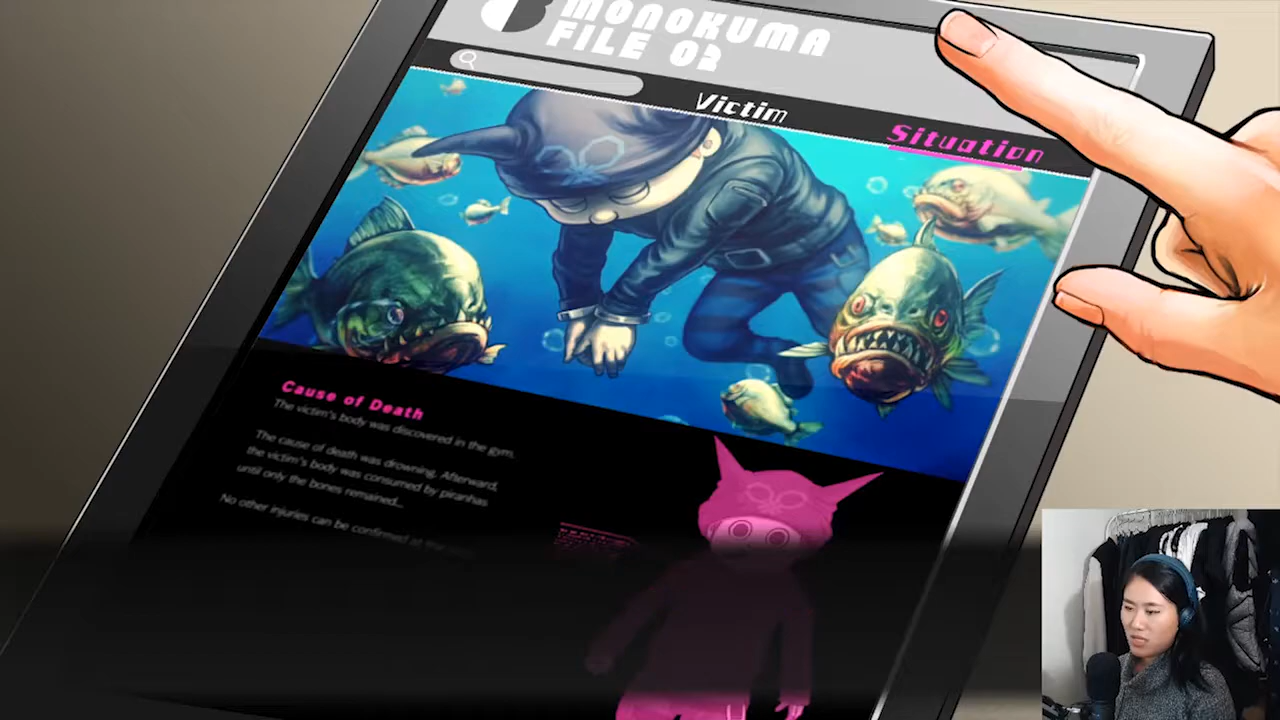 MONOKUMA
FILE 02
Victim
Situation
Cause of Death
The victim's body was discovered in the gym.
The cause of death was drowning. Afterward,
the victim's body was consumed by piranhas
until only the bones remained...
No other injuries can be confirmed at the